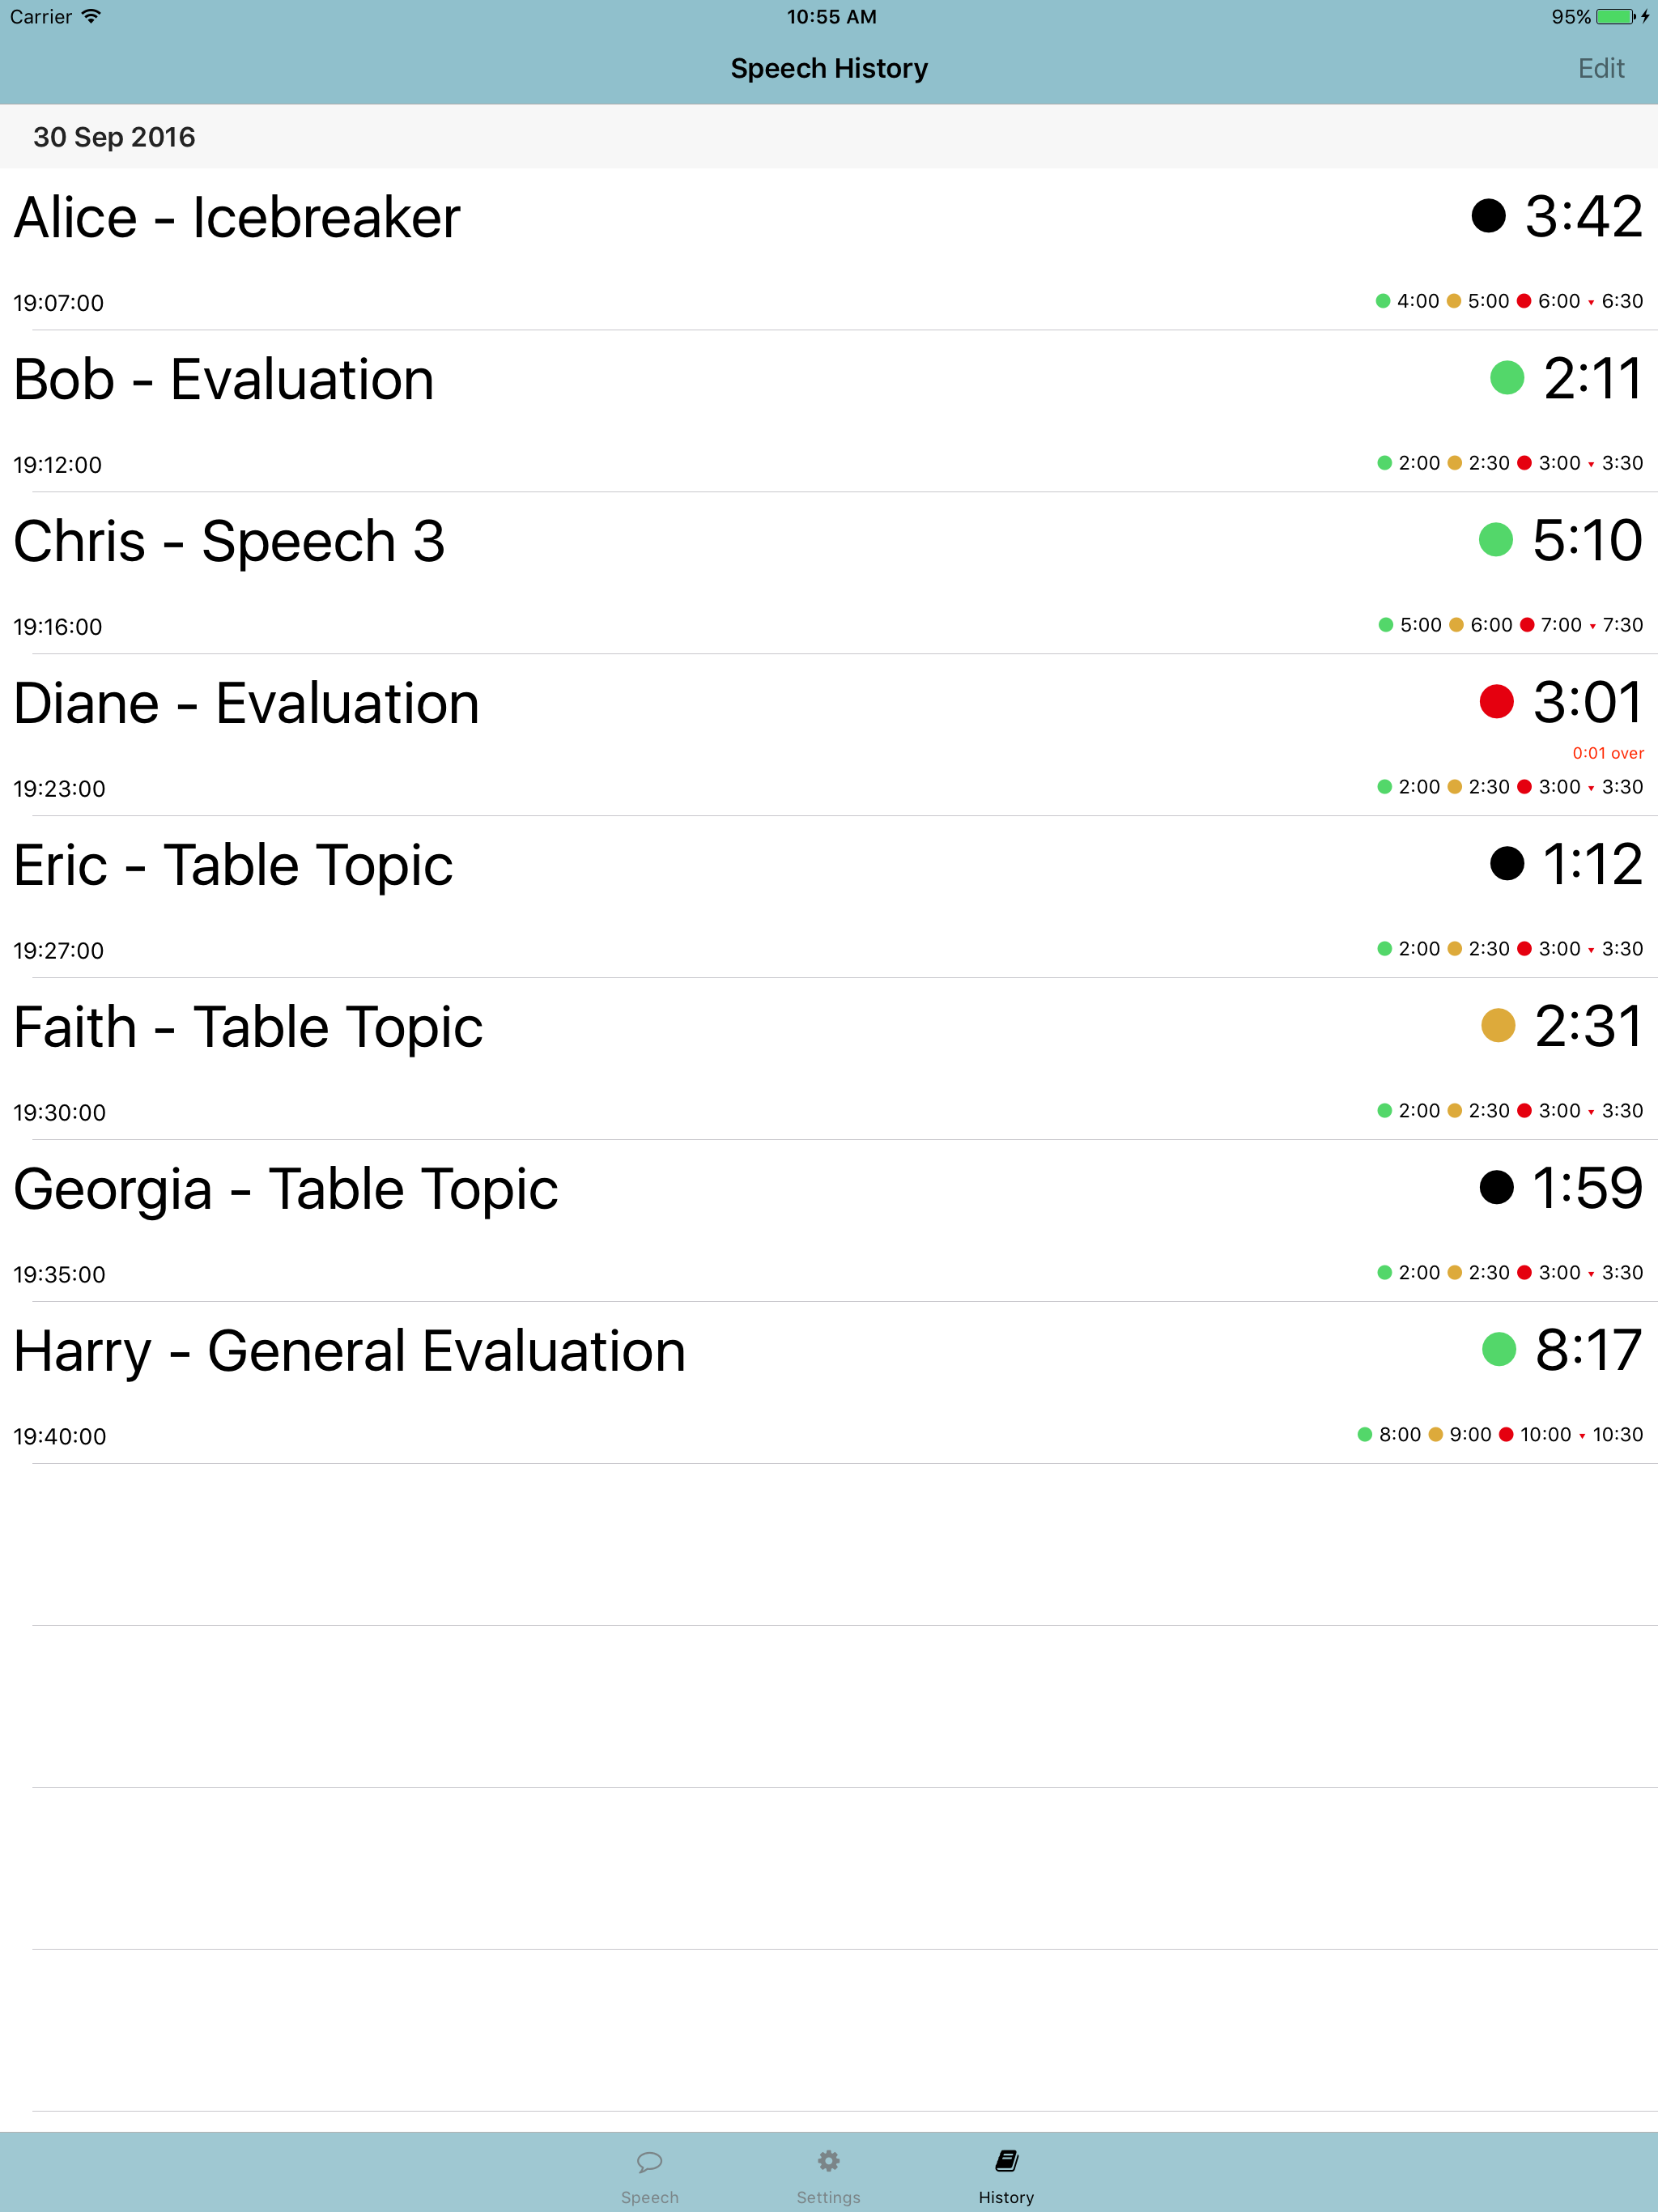 Carrier 10:55 AM 95%
Speech History Edit
30 Sep 2016
Alice - Icebreaker 3:42
19:07:00 4:00 5:00 6:00 6:30
Bob - Evaluation 2:11
19:12:00 2:00 2:30 3:00 3:30
Chris - Speech 3 5:10
19:16:00 5:00 6:00 7:00 7:30
Diane - Evaluation 3:01
0:01 over
19:23:00 2:00 2:30 3:00 3:30
Eric - Table Topic 1:12
19:27:00 2:00 2:30 3:00 3:30
Faith - Table Topic 2:31
19:30:00 2:00 2:30 3:00 3:30
Georgia - Table Topic 1:59
19:35:00 2:00 2:30 3:00 3:30
Harry - General Evaluation 8:17
19:40:00 8:00 9:00 10:00 10:30
Speech Settings History